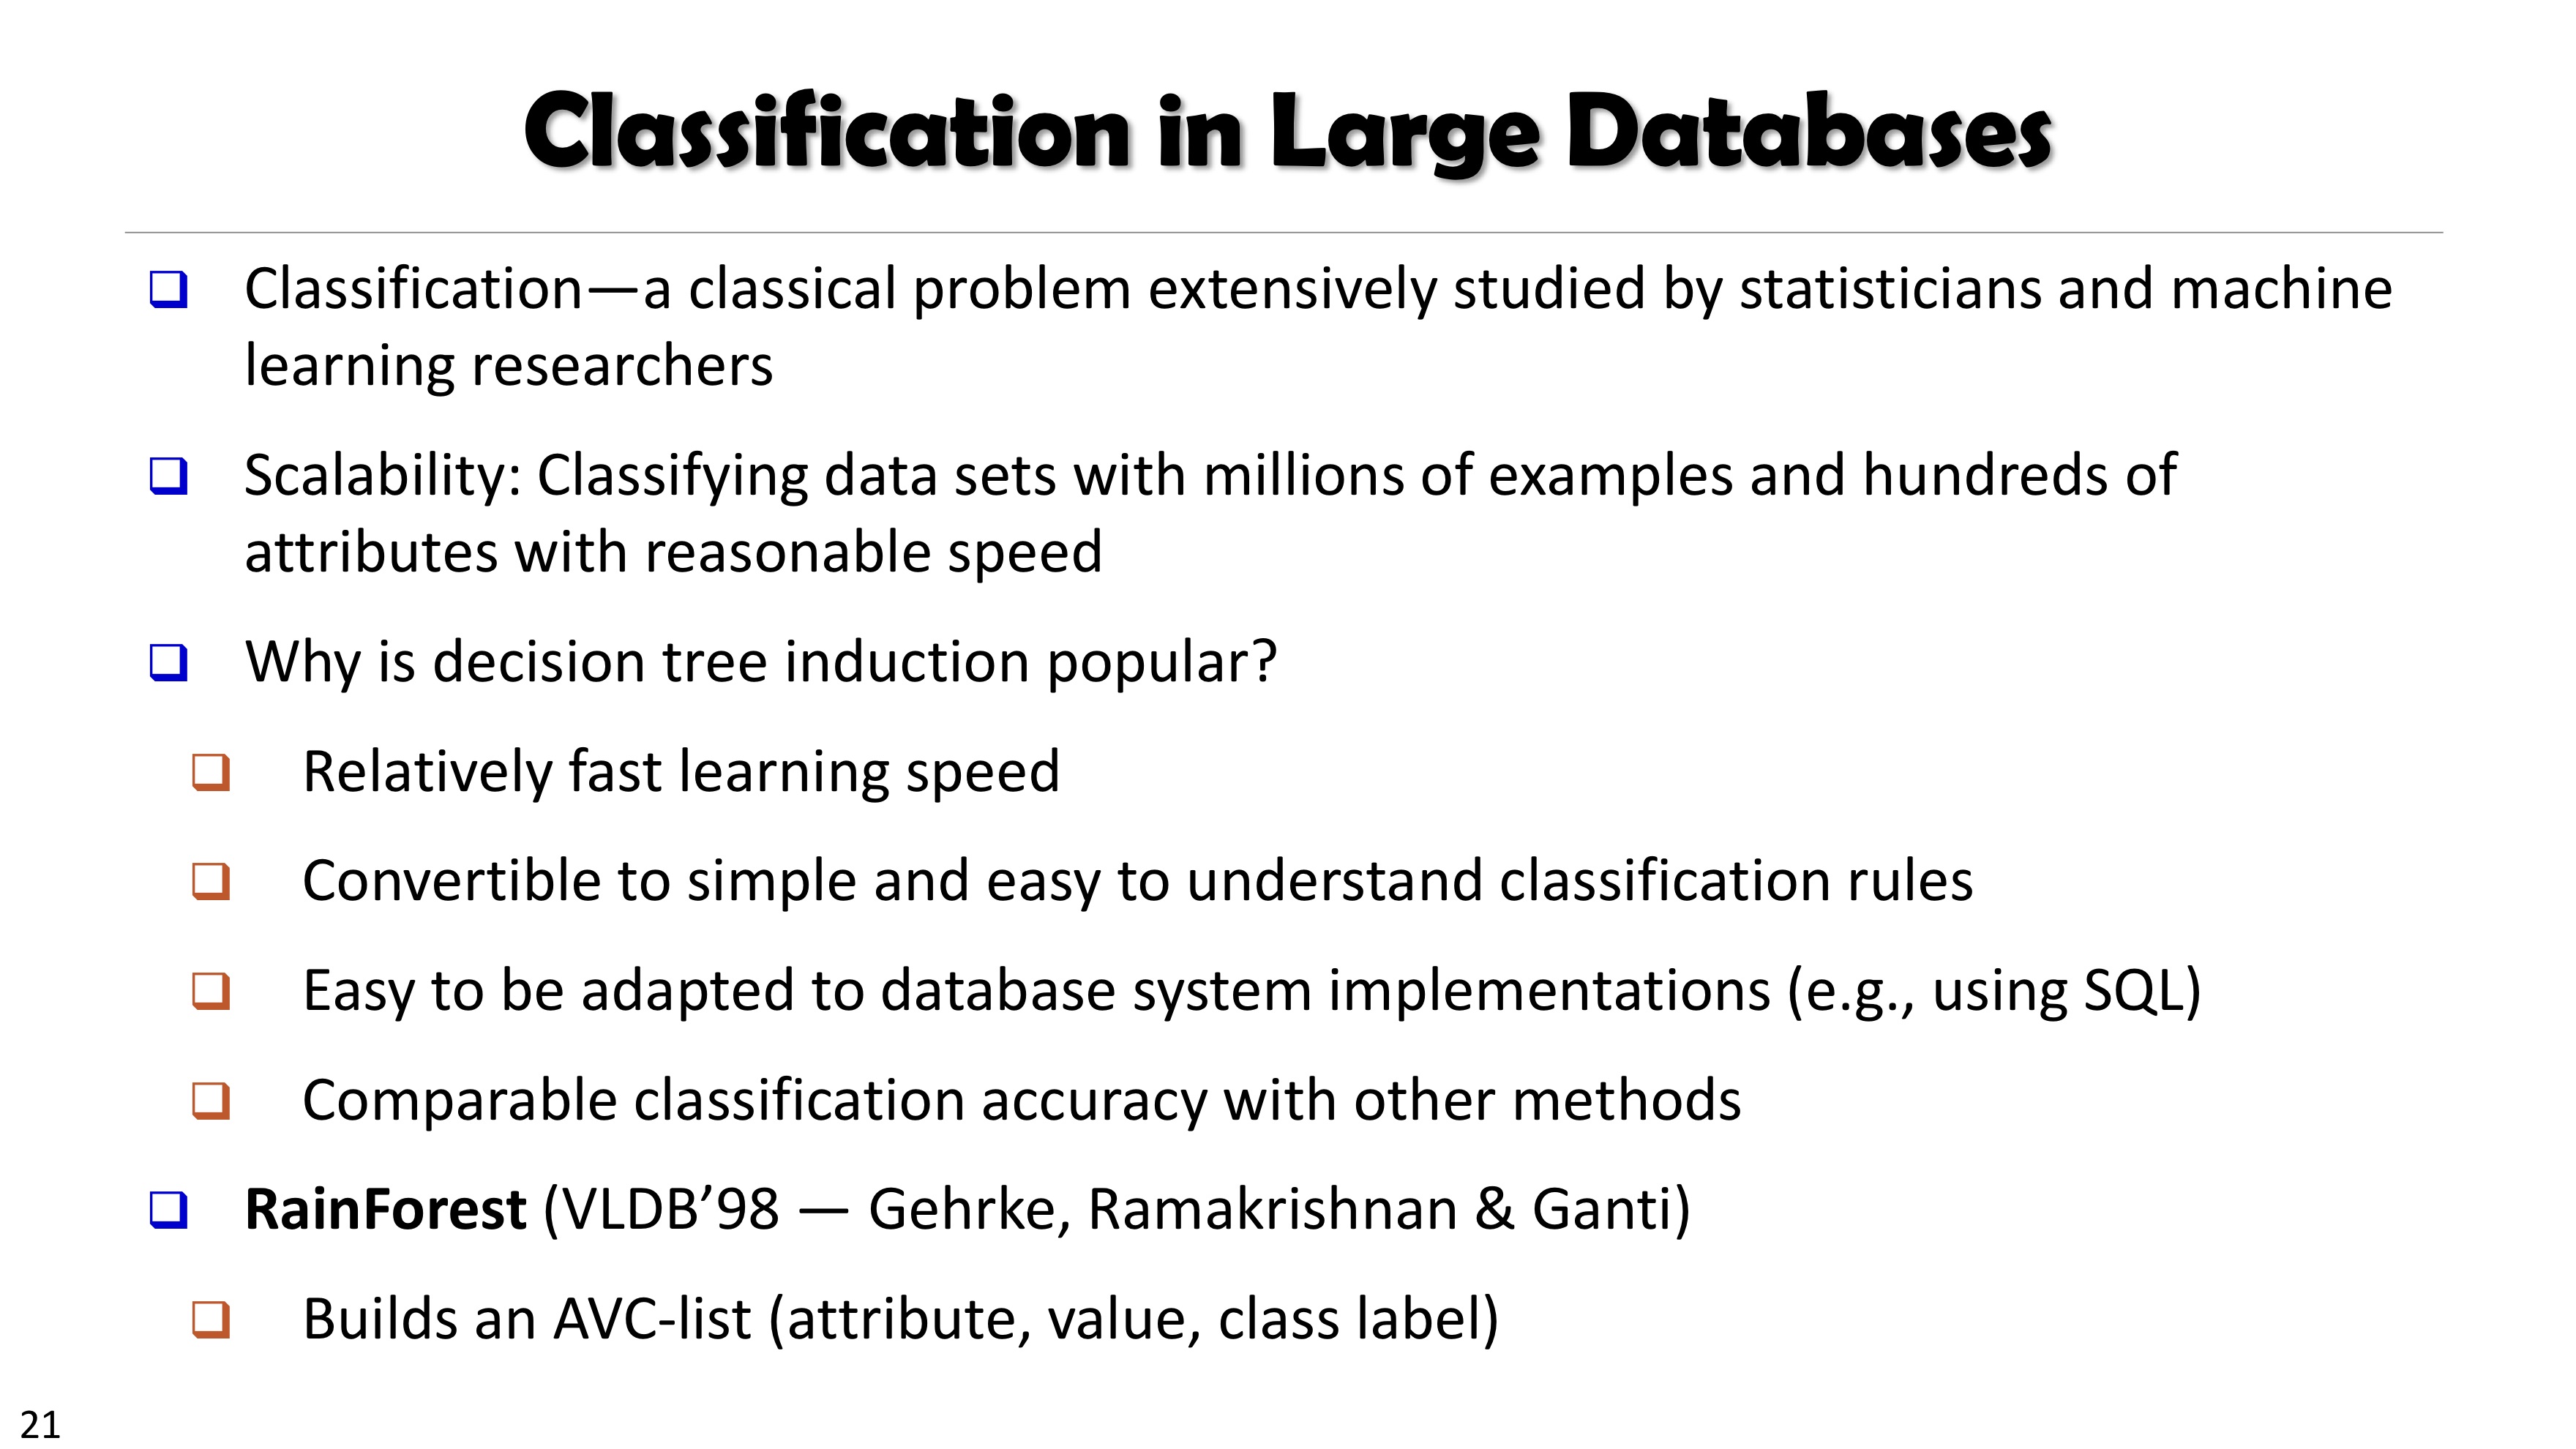 Classification in Large Databases
Classification—a classical problem extensively studied by statisticians and machine
learning researchers
Scalability: Classifying data sets with millions of examples and hundreds of
attributes with reasonable speed
Why is decision tree induction popular?
Relatively fast learning speed
Convertible to simple and easy to understand classification rules
Easy to be adapted to database system implementations (e.g., using SQL)
Comparable classification accuracy with other methods
RainForest (VLDB’98 — Gehrke, Ramakrishnan & Ganti)
Builds an AVC-list (attribute, value, class label)
21